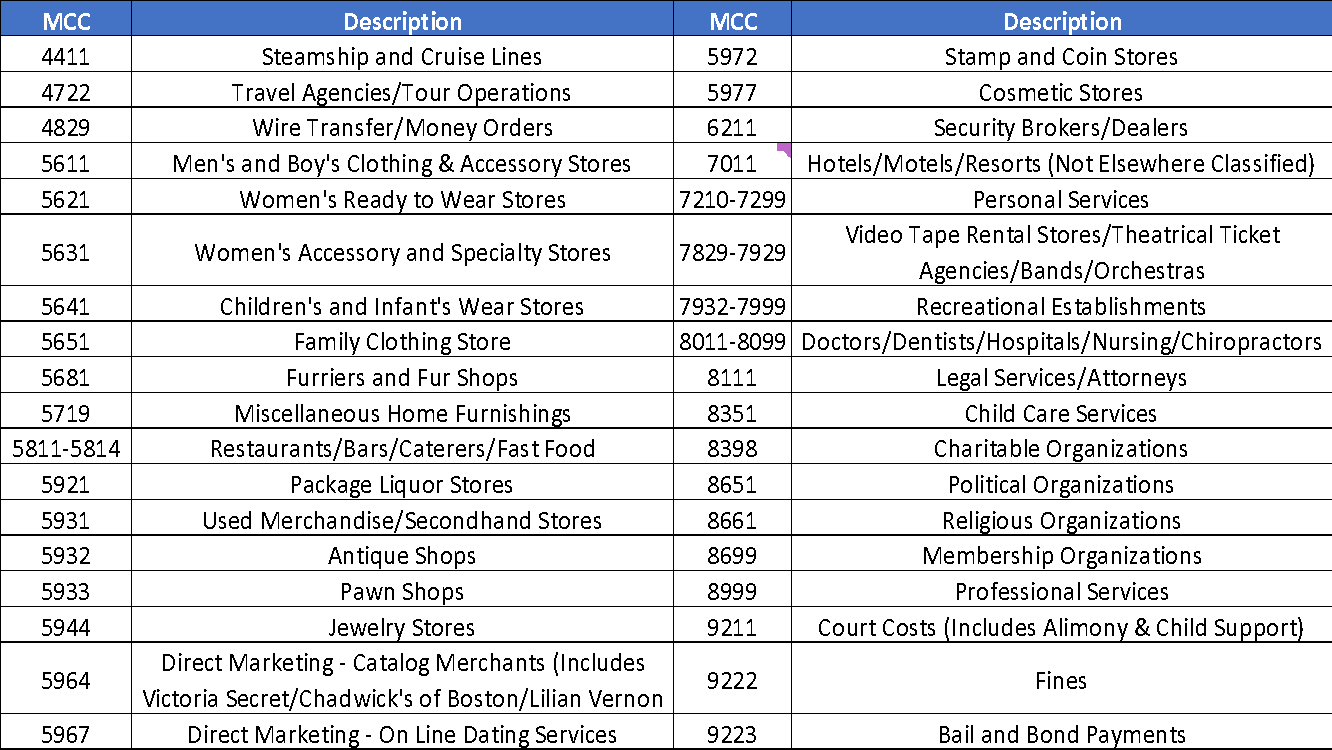 MCC Description MCC Description
4411 Steamship and Cruise Lines 5972 Stamp and Coin Stores
4722 Travel Agencies/Tour Operations 5977 Cosmetic Stores
4829 Wire Transfer/Money Orders 6211 Security Brokers/Dealers
5611 Men's and Boy's Clothing & Accessory Stores 7011 Hotels/Motels/Resorts (Not Elsewhere Classified)
5621 Women's Ready to Wear Stores 7210-7299 Personal Services
5631 Women's Accessory and Specialty Stores 7829-7929 Video Tape Rental Stores/Theatrical Ticket
Agencies/Bands/Orchestras
5641 Children's and Infant's Wear Stores 7932-7999 Recreational Establishments
5651 Family Clothing Store 8011-8099 Doctors/Dentists/Hospitals/Nursing/Chiropractors
5681 Furriers and Fur Shops 8111 Legal Services/Attorneys
5719 Miscellaneous Home Furnishings 8351 Child Care Services
5811-5814 Restaurants/Bars/Caterers/Fast Food 8398 Charitable Organizations
5921 Package Liquor Stores 8651 Political Organizations
5931 Used Merchandise/Secondhand Stores 8661 Religious Organizations
5932 Antique Shops 8699 Membership Organizations
5933 Pawn Shops 8999 Professional Services
5944 Jewelry Stores 9211 Court Costs (Includes Alimony & Child Support)
5964 Direct Marketing - Catalog Merchants (Includes
Victoria Secret/Chadwick's of Boston/Lilian Vernon 9222 Fines
5967 Direct Marketing - On Line Dating Services 9223 Bail and Bond Payments